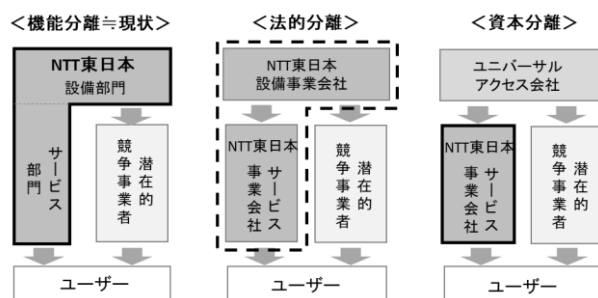 <機能分離≒現状>
NTT東日本
設備部門
サービス
部門
潜在的
競争事業者
ユーザー
<法的分離>
NTT東日本
設備事業会社
NTT東日本
サービス
事業会社
潜在的
競争事業者
ユーザー
<資本分離>
ユニバーサル
アクセス会社
NTT東日本
サービス
事業会社
潜在的
競争事業者
ユーザー